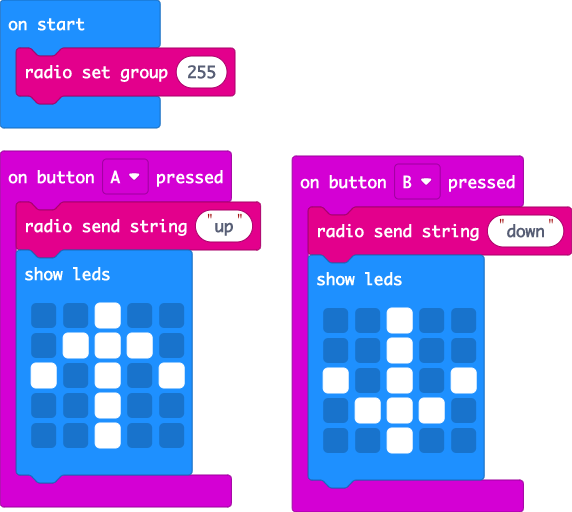 on start
radio set group 255
on button A pressed
radio send string "up"
show leds
on button B pressed
radio send string "down"
show leds